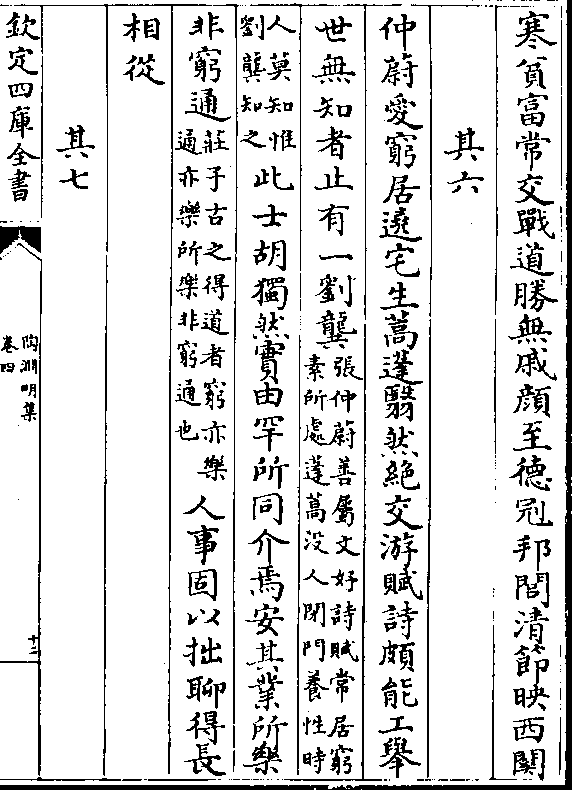 寒貧富常交戰道勝無戚顔至德冠邦閭清節映西闗
其六
仲蔚愛窮居遶宅生蒿蓬翳然絶交游賦詩頗能工舉
世無知者止有一劉龔張仲蔚善屬文好詩賦常居窮
素所處蓬蒿没人閉門養性時
人莫知惟
劉龔知之此士胡獨然實由罕所同介焉安其業所樂
非窮通莊子古之得道者窮亦樂
通亦樂所樂非窮通也人事固以拙聊得長
相從
其七
欽定四庫全書
陶淵明集
卷四
十二